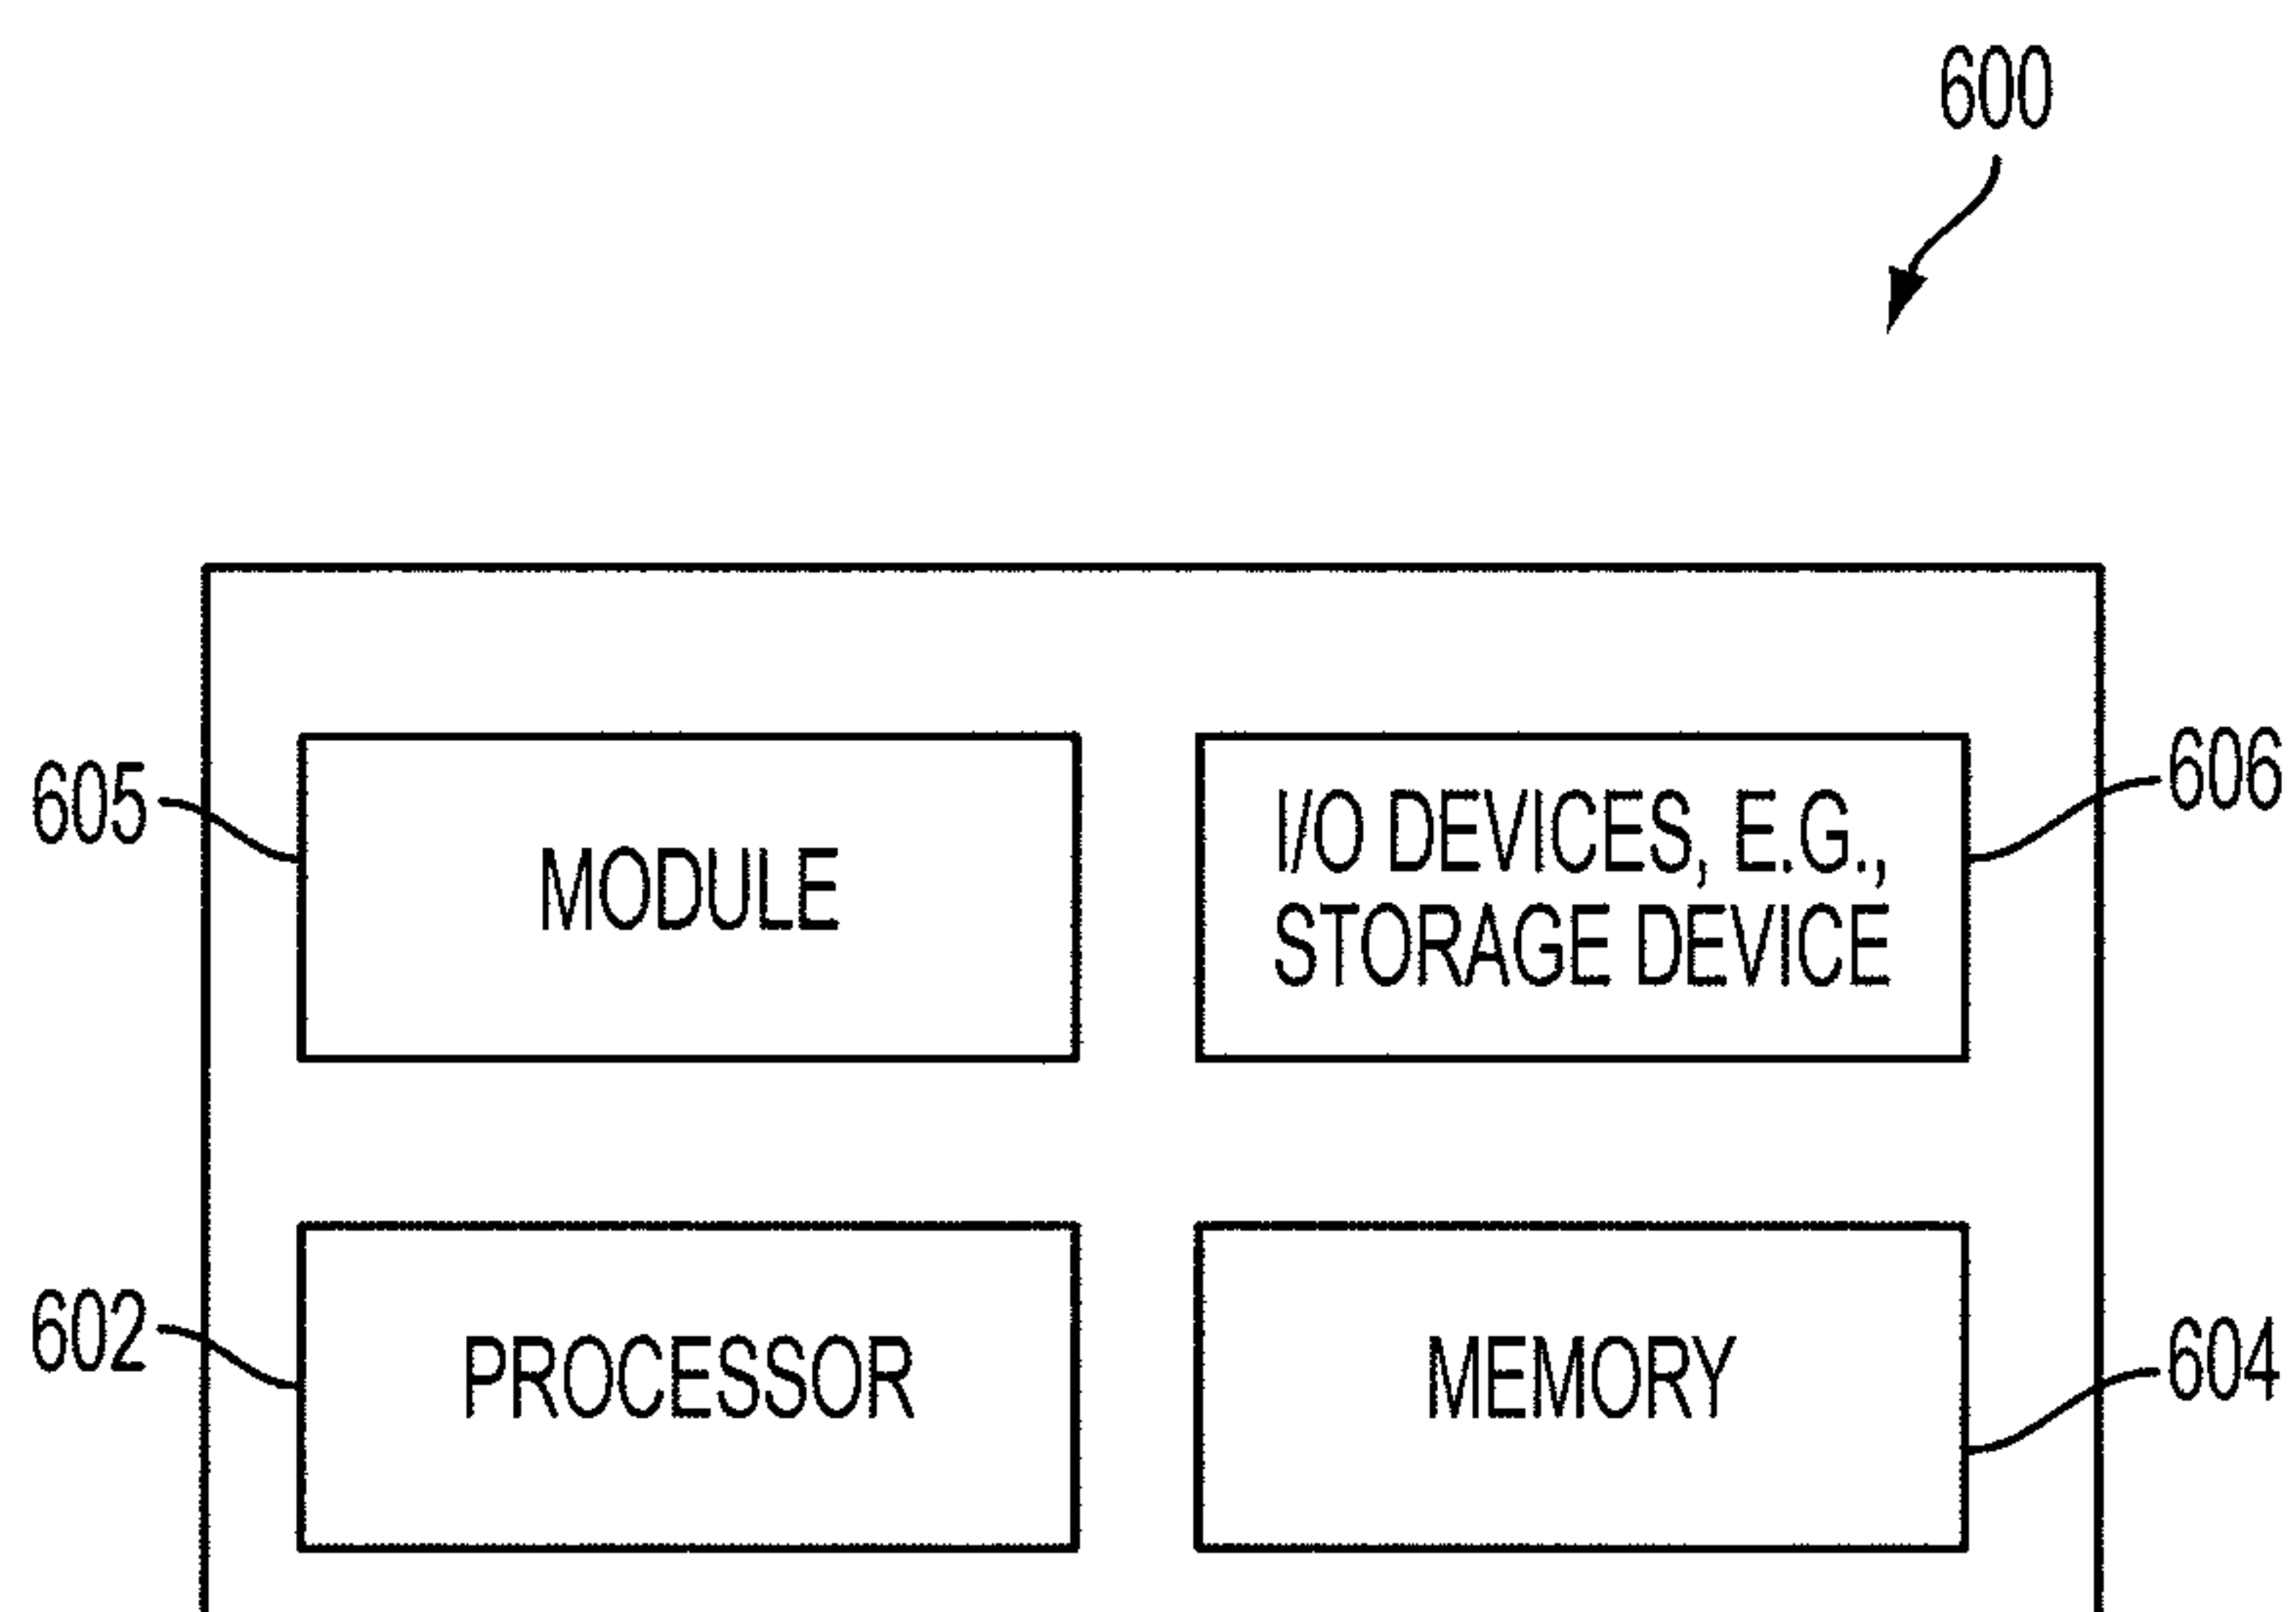 600
605
MODULE
I/O DEVICES, E.G.,
STORAGE DEVICE
606
602
PROCESSOR
MEMORY
604